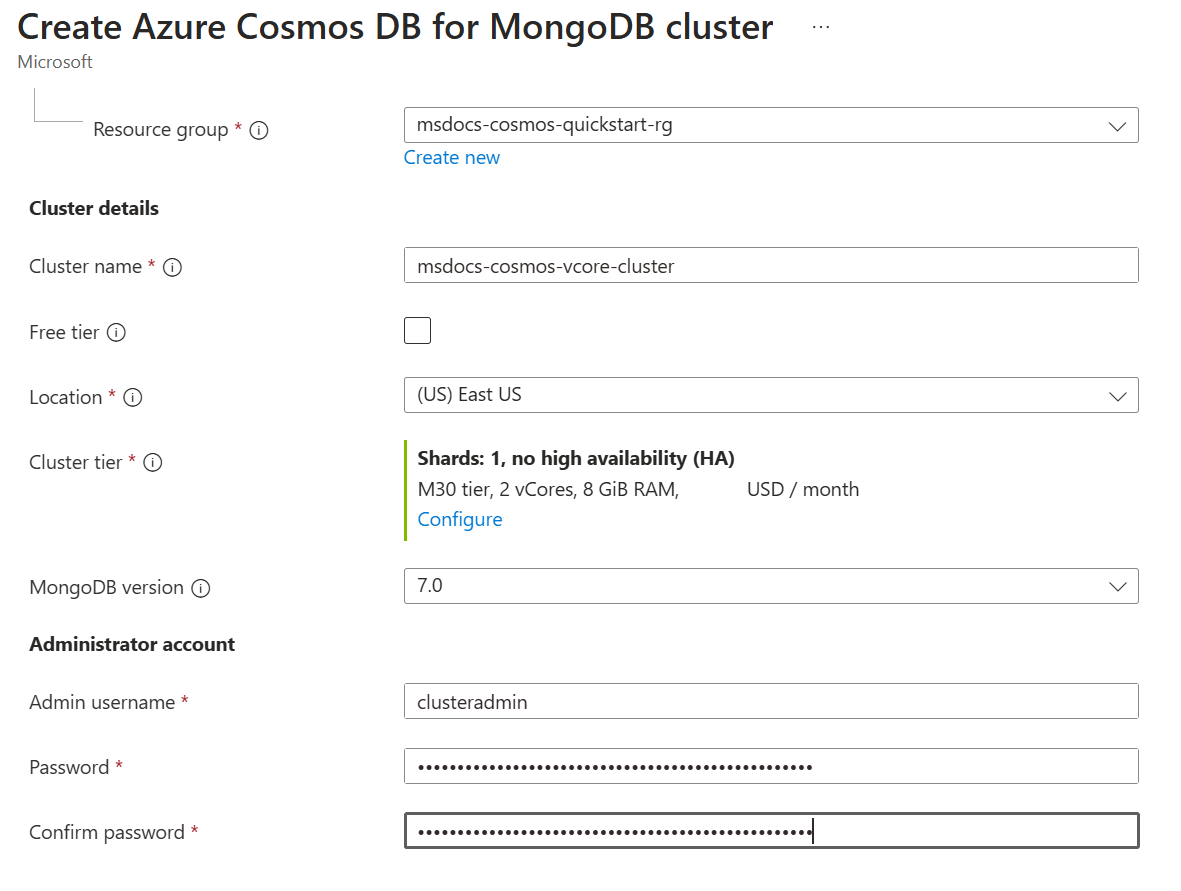 Create Azure Cosmos DB for MongoDB cluster ...
Microsoft
Resource group *
msdocs-cosmos-quickstart-rg
Create new
Cluster details
Cluster name *
msdocs-cosmos-vcore-cluster
Free tier
Location *
(US) East US
Cluster tier *
Shards: 1, no high availability (HA)
M30 tier, 2 vCores, 8 GiB RAM, USD / month
Configure
MongoDB version
7.0
Administrator account
Admin username *
clusteradmin
Password *
Confirm password *